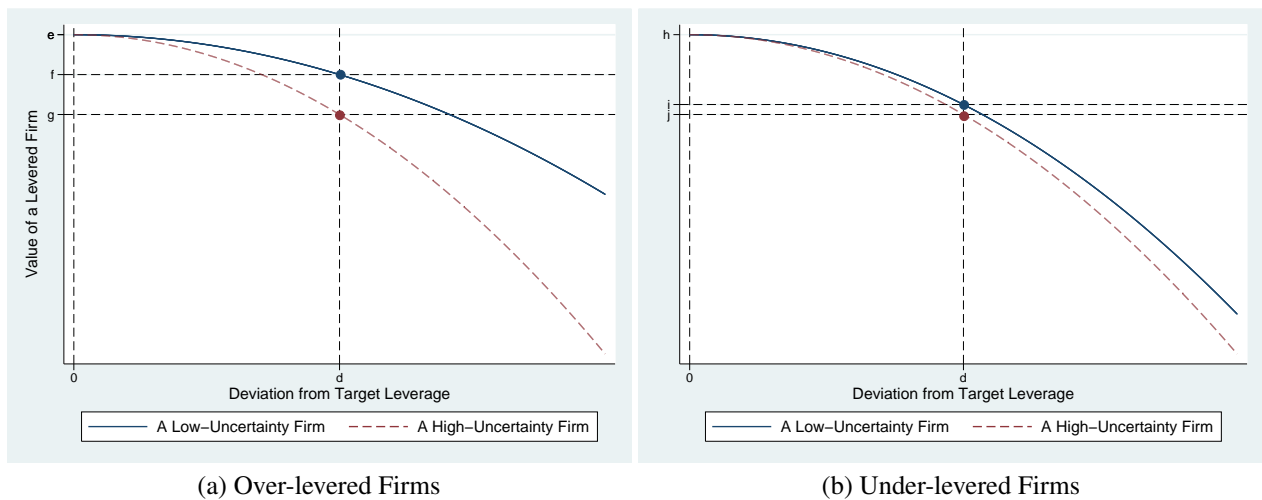 e
f
g
Value of a Levered Firm
0
d
Deviation from Target Leverage
A Low−Uncertainty Firm
A High−Uncertainty Firm
(a) Over-levered Firms
h
i
j
0
d
Deviation from Target Leverage
A Low−Uncertainty Firm
A High−Uncertainty Firm
(b) Under-levered Firms